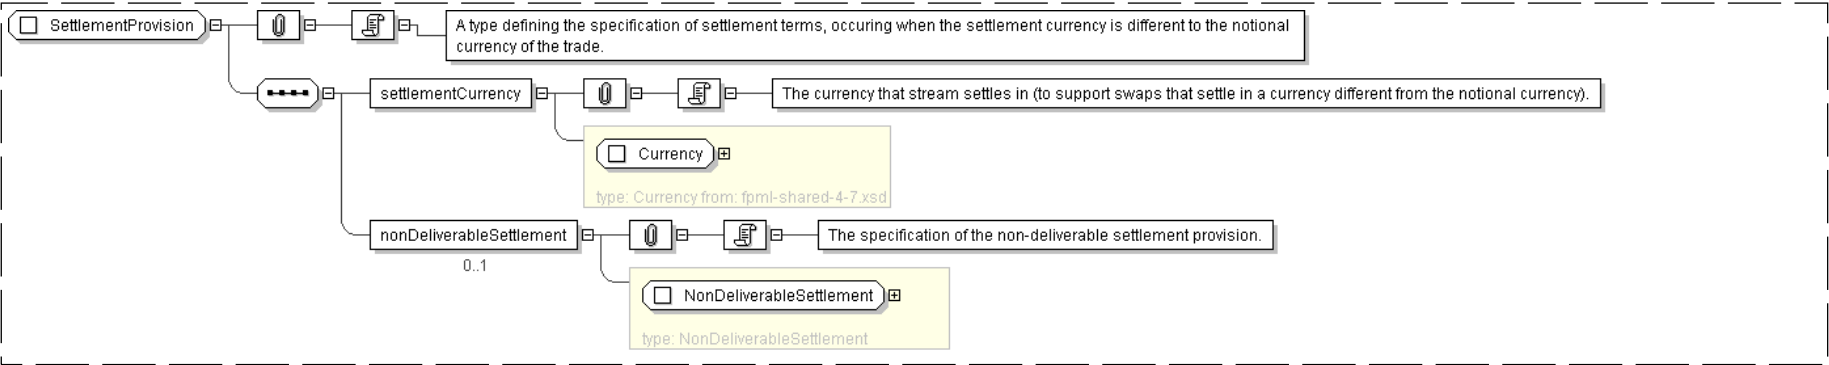 SettlementProvision
A type defining the specification of settlement terms, occuring when the settlement currency is different to the notional
currency of the trade.
settlementCurrency
The currency that stream settles in (to support swaps that settle in a currency different from the notional currency).
Currency
type: Currency from: fpml-shared-4-7.xsd
nonDeliverableSettlement
The specification of the non-deliverable settlement provision.
0..1
NonDeliverableSettlement
type: NonDeliverableSettlement